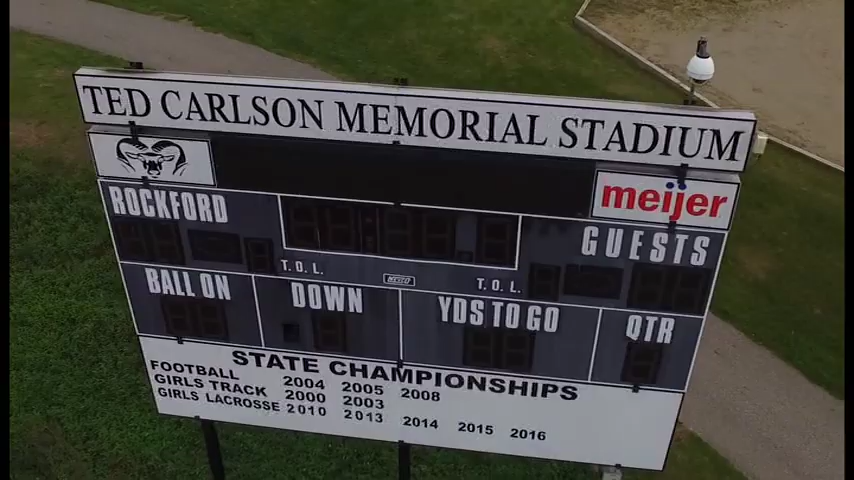 TED CARLSON MEMORIAL STADIUM
meijer
ROCKFORD
GUESTS
T.O.L.
T.O.L.
BALL ON DOWN YDS TO GO QTR
STATE CHAMPIONSHIPS
FOOTBALL 2004 2005 2008
GIRLS TRACK 2000 2003
GIRLS LACROSSE 2010 2013 2014 2015 2016